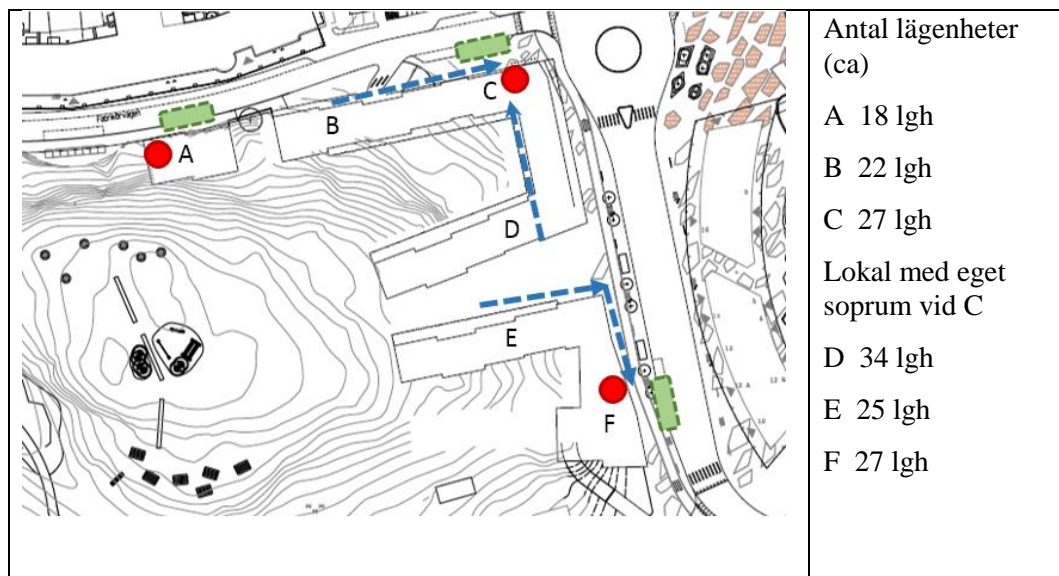 Fabriksvägen
A
B
C
D
E
F
Antal lägenheter
(ca)
A 18 lgh
B 22 lgh
C 27 lgh
Lokal med eget
soprum vid C
D 34 lgh
E 25 lgh
F 27 lgh